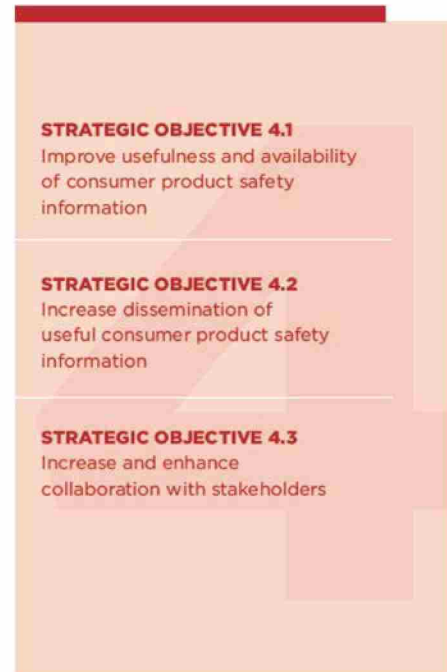 STRATEGIC OBJECTIVE 4.1
Improve usefulness and availability
of consumer product safety
information
STRATEGIC OBJECTIVE 4.2
Increase dissemination of
useful consumer product safety
information
STRATEGIC OBJECTIVE 4.3
Increase and enhance
collaboration with stakeholders
4